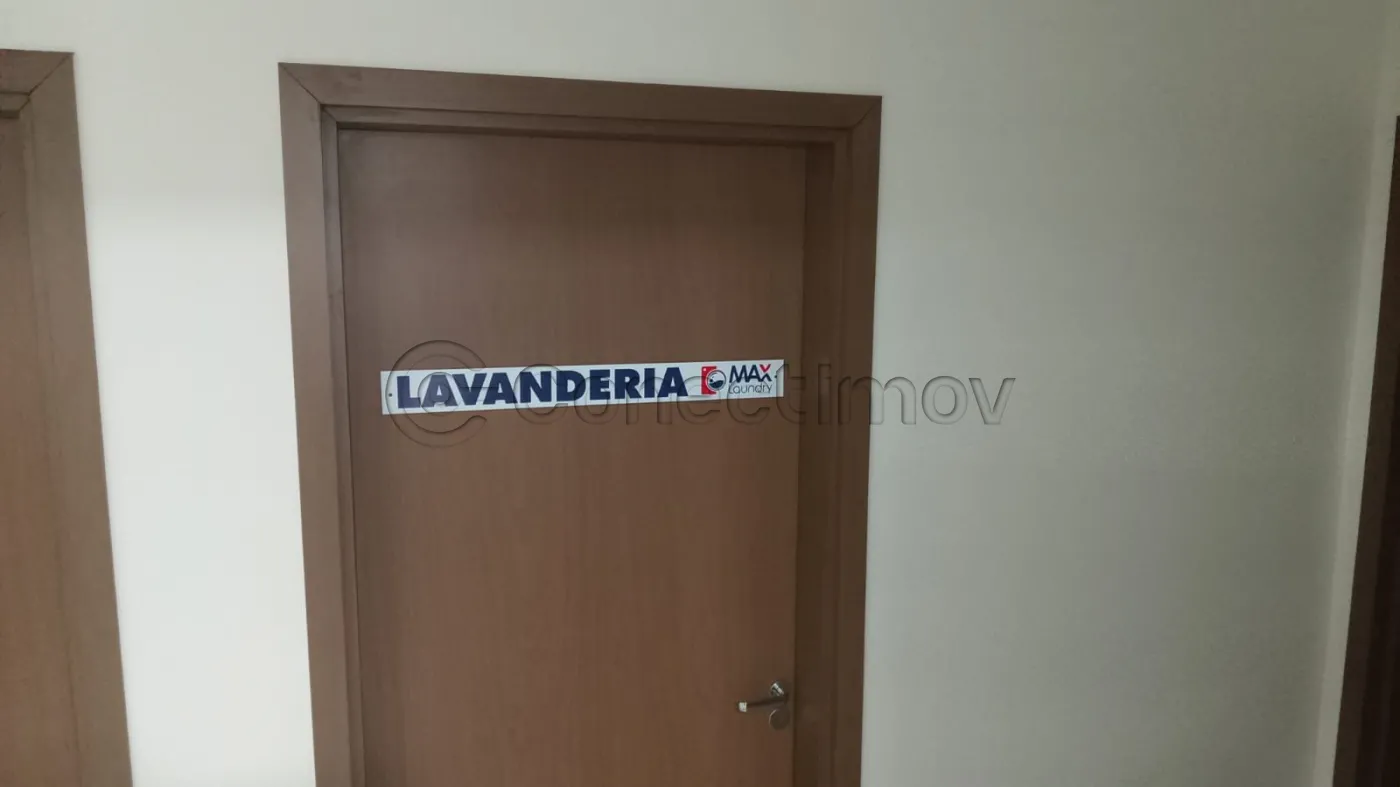 LAVANDERIA MAX Laundry
Conectimov